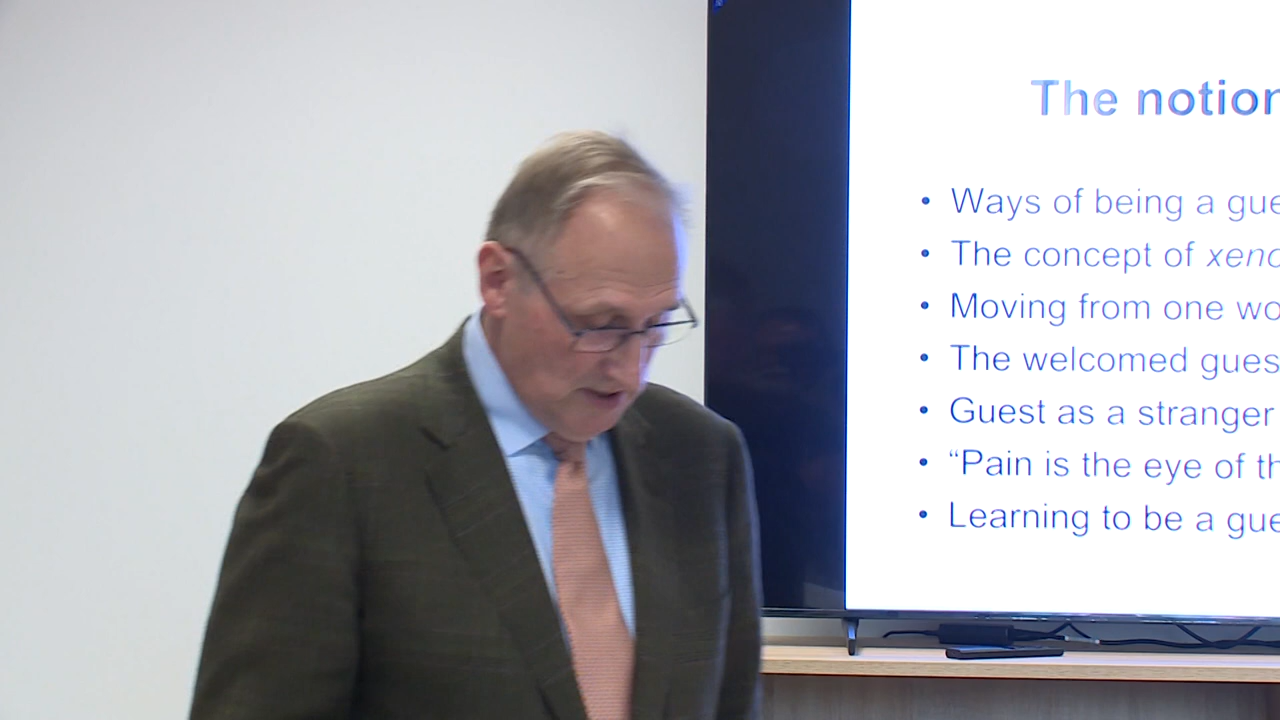 The notion
• Ways of being a gue
• The concept of xeno
• Moving from one wo
• The welcomed gues
• Guest as a stranger
• “Pain is the eye of th
• Learning to be a gue